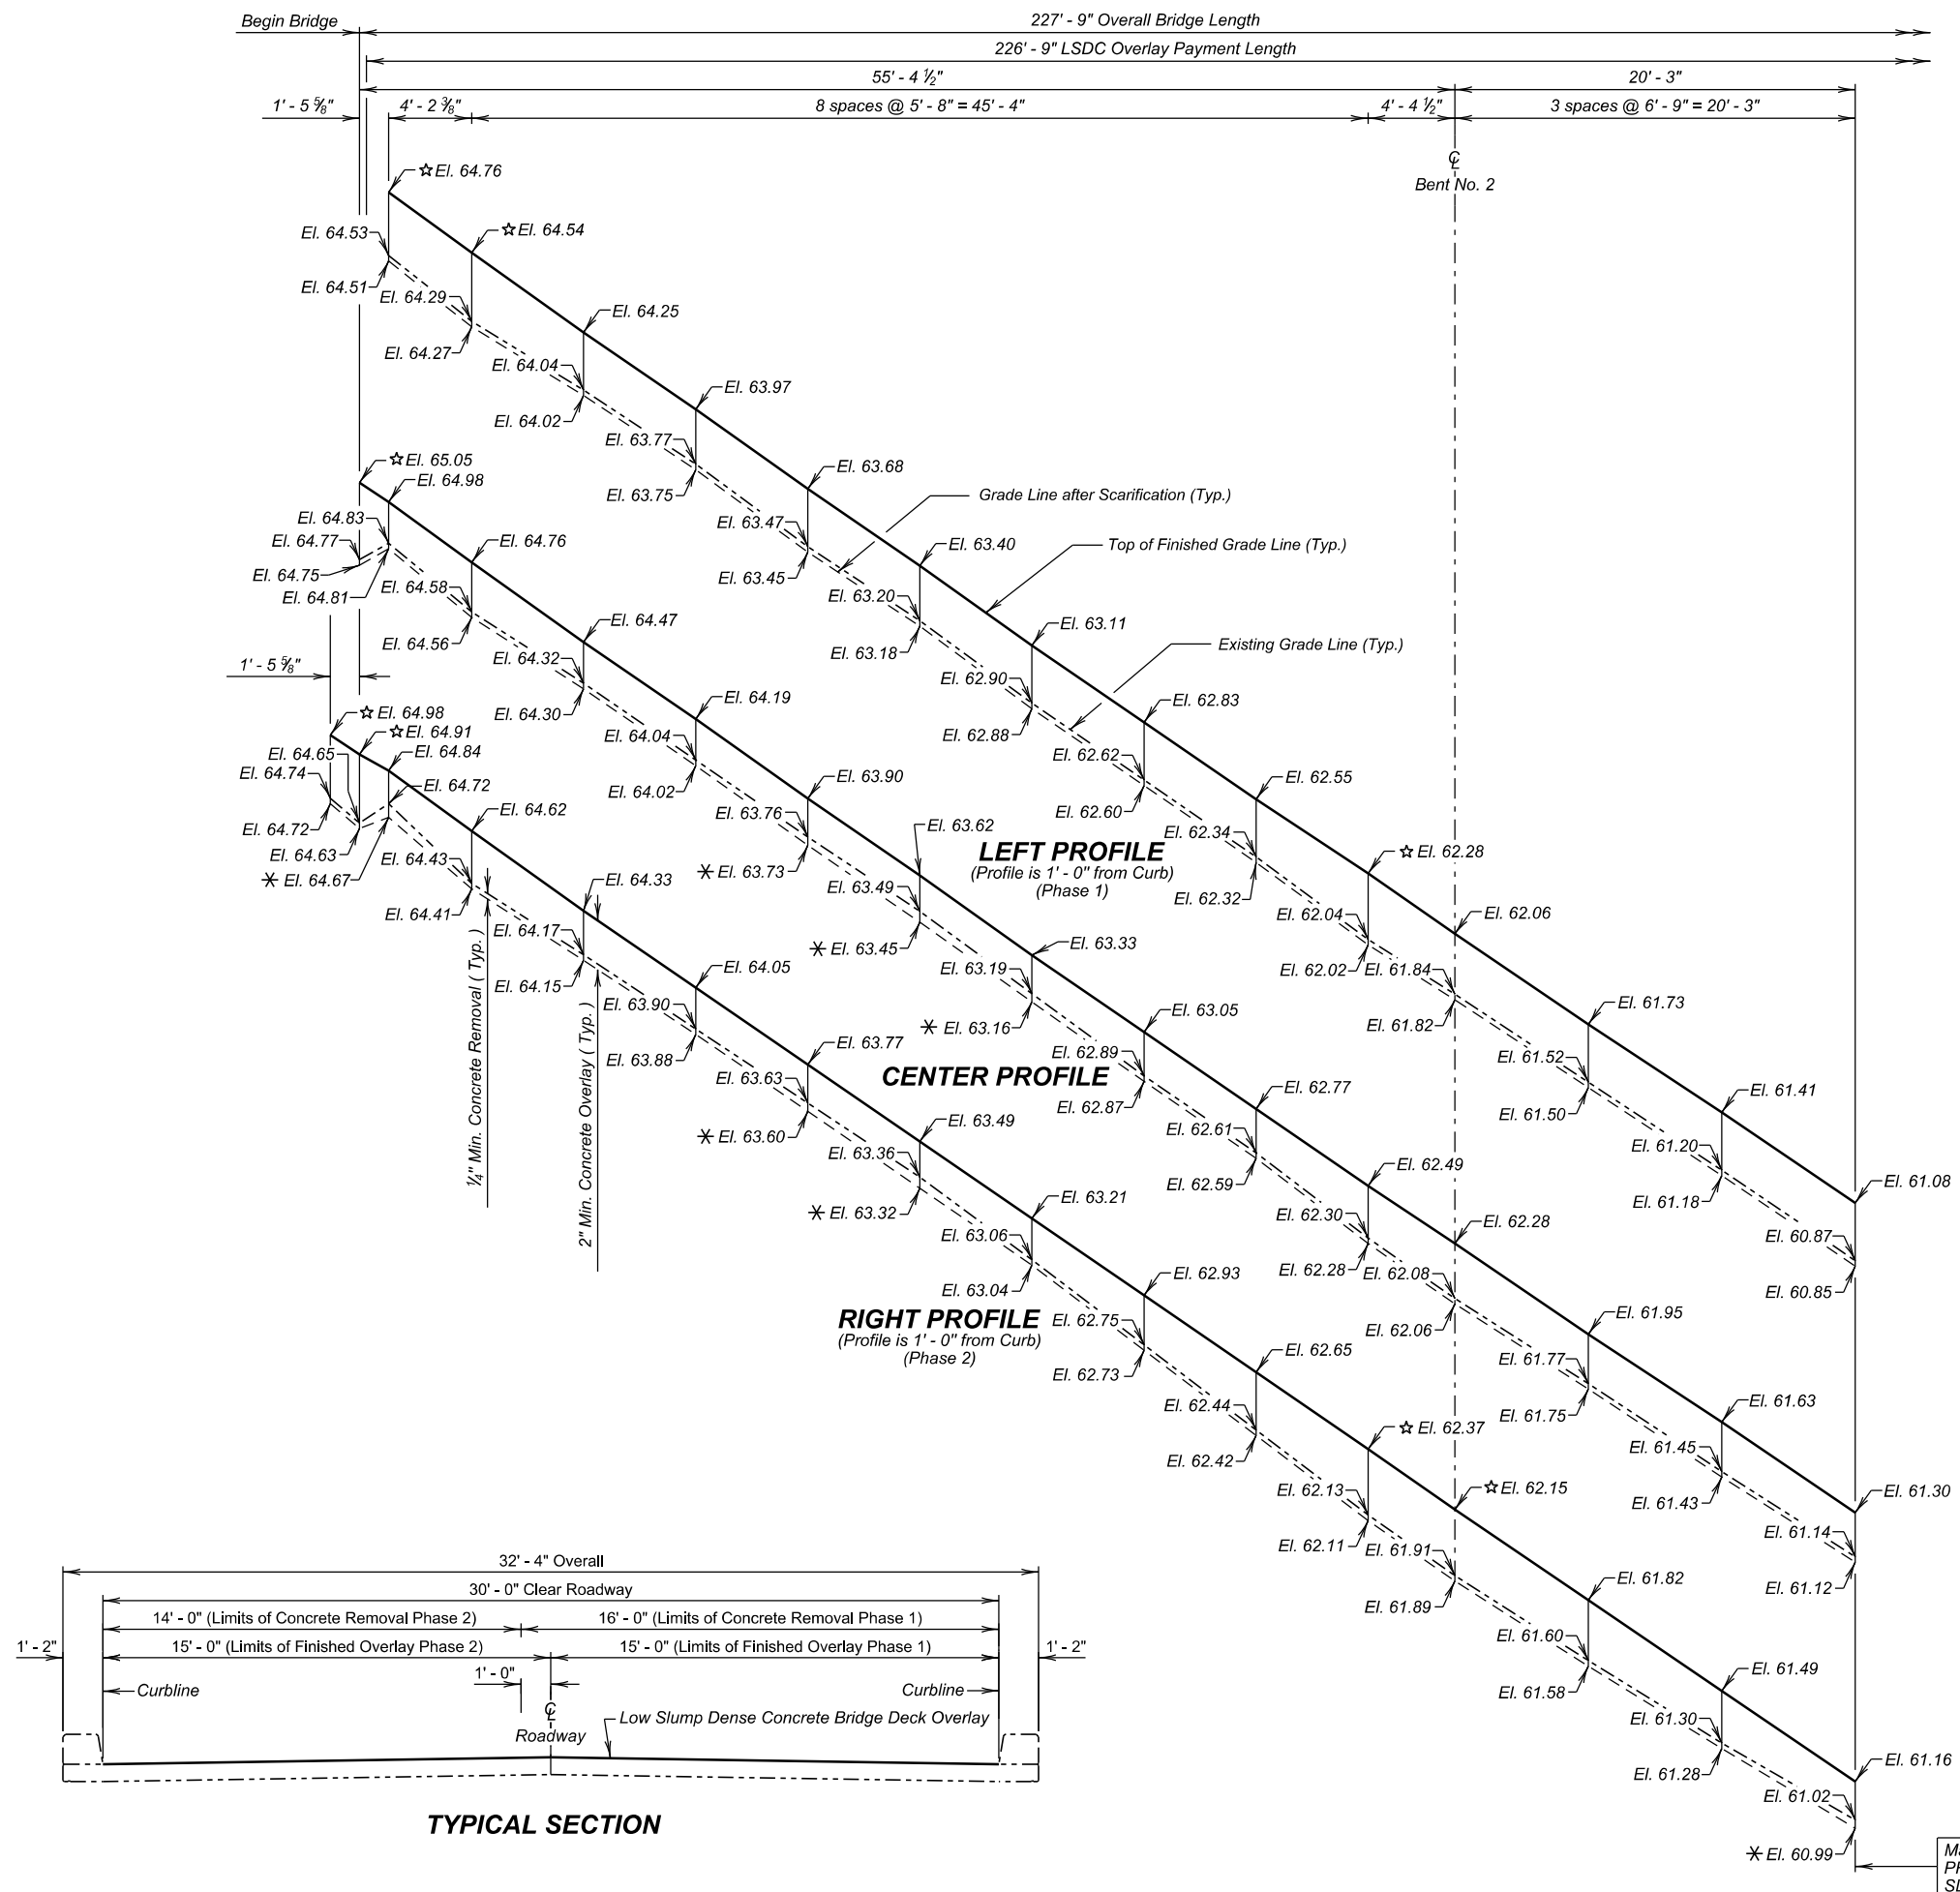 Begin Bridge
227' - 9" Overall Bridge Length
226' - 9" LSDC Overlay Payment Length
55' - 4 ½"
20' - 3"
1' - 5 ⅝"
4' - 2 ⅜"
8 spaces @ 5' - 8" = 45' - 4"
4' - 4 ½"
3 spaces @ 6' - 9" = 20' - 3"
℄
Bent No. 2
☆ El. 64.76
El. 64.53
El. 64.51
☆ El. 64.54
El. 64.29
El. 64.27
El. 64.25
El. 64.04
El. 64.02
El. 63.97
El. 63.77
El. 63.75
El. 63.68
El. 63.47
El. 63.45
El. 63.40
El. 63.20
El. 63.18
El. 63.11
El. 62.90
El. 62.88
El. 62.83
El. 62.62
El. 62.60
El. 62.55
El. 62.34
El. 62.32
☆ El. 62.28
El. 62.04
El. 62.02
El. 62.06
El. 61.84
El. 61.82
El. 61.73
El. 61.52
El. 61.50
El. 61.41
El. 61.20
El. 61.18
El. 61.08
El. 60.87
El. 60.85
Grade Line after Scarification (Typ.)
Top of Finished Grade Line (Typ.)
Existing Grade Line (Typ.)
LEFT PROFILE
(Profile is 1' - 0" from Curb)
(Phase 1)
☆ El. 65.05
El. 64.77
El. 64.75
El. 64.98
El. 64.83
El. 64.81
El. 64.76
El. 64.58
El. 64.56
El. 64.47
El. 64.32
El. 64.30
El. 64.19
El. 64.04
El. 64.02
El. 63.90
El. 63.76
✳ El. 63.73
El. 63.62
El. 63.49
✳ El. 63.45
El. 63.33
El. 63.19
✳ El. 63.16
El. 63.05
El. 62.89
El. 62.87
El. 62.77
El. 62.61
El. 62.59
El. 62.49
El. 62.30
El. 62.28
El. 62.28
El. 62.08
El. 62.06
El. 61.95
El. 61.77
El. 61.75
El. 61.63
El. 61.45
El. 61.43
El. 61.30
El. 61.14
El. 61.12
CENTER PROFILE
1' - 5 ⅝"
☆ El. 64.98
El. 64.74
El. 64.72
☆ El. 64.91
El. 64.65
El. 64.63
El. 64.84
El. 64.72
✳ El. 64.67
El. 64.62
El. 64.43
El. 64.41
El. 64.33
El. 64.17
El. 64.15
El. 64.05
El. 63.90
El. 63.88
El. 63.77
El. 63.63
✳ El. 63.60
El. 63.49
El. 63.36
✳ El. 63.32
El. 63.21
El. 63.06
El. 63.04
El. 62.93
El. 62.75
El. 62.73
El. 62.65
El. 62.44
El. 62.42
☆ El. 62.37
El. 62.13
El. 62.11
☆ El. 62.15
El. 61.91
El. 61.89
El. 61.82
El. 61.60
El. 61.58
El. 61.49
El. 61.30
El. 61.28
El. 61.16
El. 61.02
✳ El. 60.99
¼" Min. Concrete Removal ( Typ. )
2" Min. Concrete Overlay ( Typ. )
RIGHT PROFILE
(Profile is 1' - 0" from Curb)
(Phase 2)
32' - 4" Overall
30' - 0" Clear Roadway
14' - 0" (Limits of Concrete Removal Phase 2)
16' - 0" (Limits of Concrete Removal Phase 1)
1' - 2"
15' - 0" (Limits of Finished Overlay Phase 2)
15' - 0" (Limits of Finished Overlay Phase 1)
1' - 2"
1' - 0"
Curbline
Curbline
℄
Roadway
Low Slump Dense Concrete Bridge Deck Overlay
TYPICAL SECTION